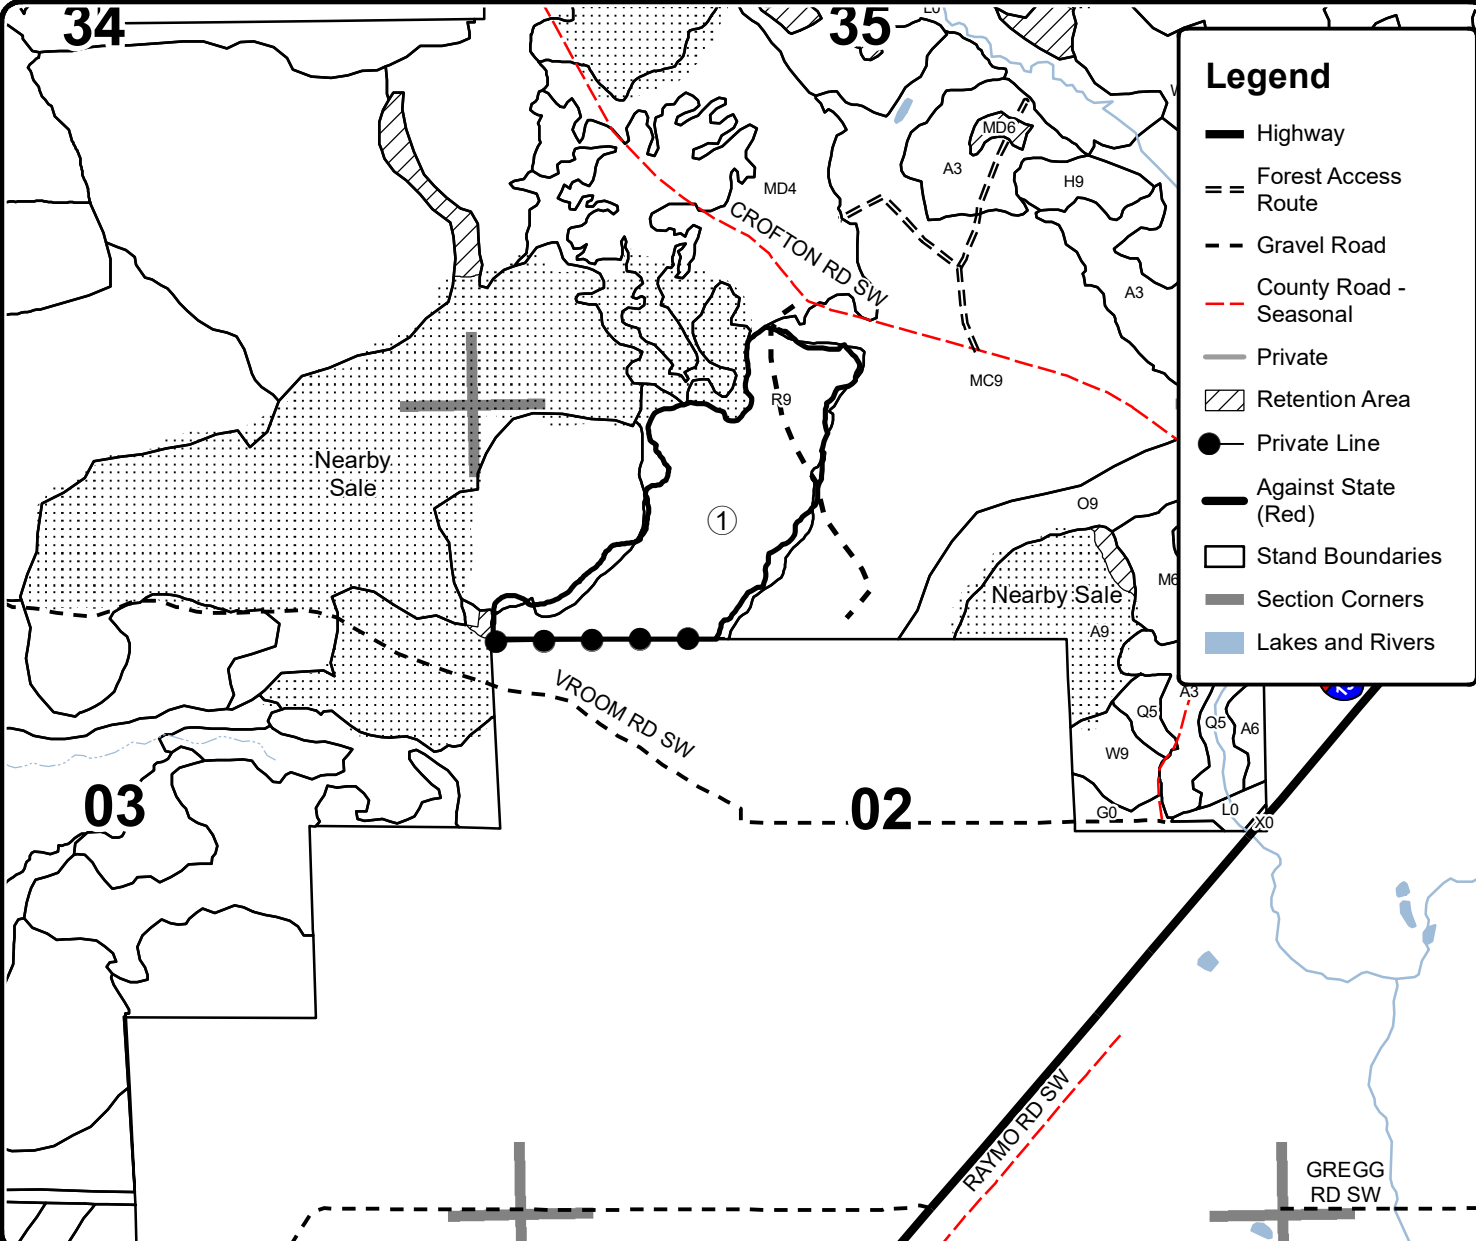 34
35
L0
Legend
Highway
Forest Access
Route
Gravel Road
County Road -
Seasonal
Private
Retention Area
Private Line
Against State
(Red)
Stand Boundaries
Section Corners
Lakes and Rivers
MD6
A3
H9
MD4
CROFTON RD SW
A3
MC9
R9
Nearby
Sale
O9
1
M6
Nearby Sale
A9
VROOM RD SW
A3
Q5
Q5
A6
W9
03
02
G0
L0
X0
RAYMO RD SW
GREGG
RD SW